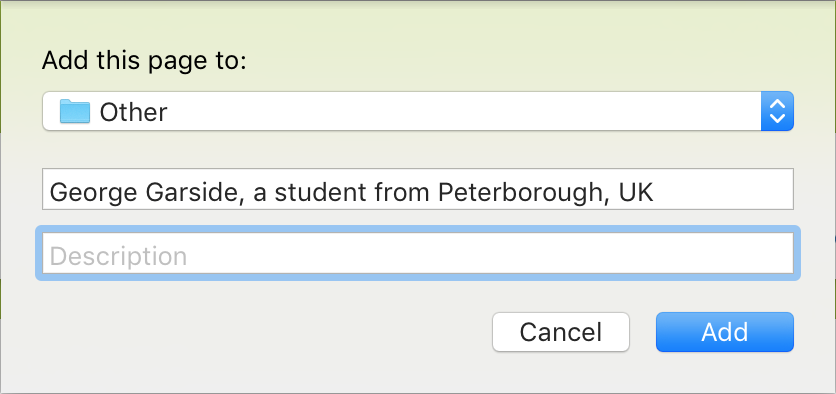 Add this page to:
Other
George Garside, a student from Peterborough, UK
Description
Cancel Add